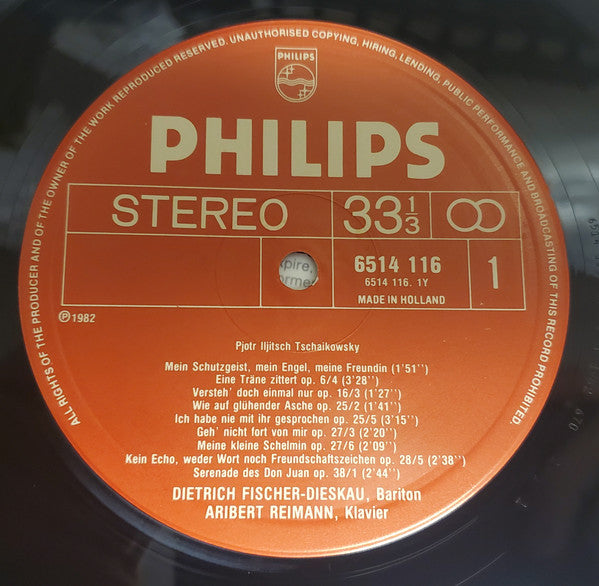 ALL RIGHTS OF THE PRODUCER AND OF THE OWNER OF THE WORK REPRODUCED RESERVED. UNAUTHORISED COPYING, HIRING, LENDING, PUBLIC PERFORMANCE AND BROADCASTING OF THIS RECORD PROHIBITED.
PHILIPS
PHILIPS
STEREO 33 1/3
6514 116 1
6514 116. 1Y
MADE IN HOLLAND
℗1982
Pjotr Iljitsch Tschaikowsky
Mein Schutzgeist, mein Engel, meine Freundin (1'51'')
Eine Träne zittert op. 6/4 (3'28'')
Versteh' doch einmal nur op. 16/3 (1'27'')
Wie auf glühender Asche op. 25/2 (1'41'')
Ich habe nie mit ihr gesprochen op. 25/5 (3'15'')
Geh' nicht fort von mir op. 27/3 (2'20'')
Meine kleine Schelmin op. 27/6 (2'09'')
Kein Echo, weder Wort noch Freundschaftszeichen op. 28/5 (2'38'')
Serenade des Don Juan op. 38/1 (2'44'')
DIETRICH FISCHER-DIESKAU, Bariton
ARIBERT REIMANN, Klavier